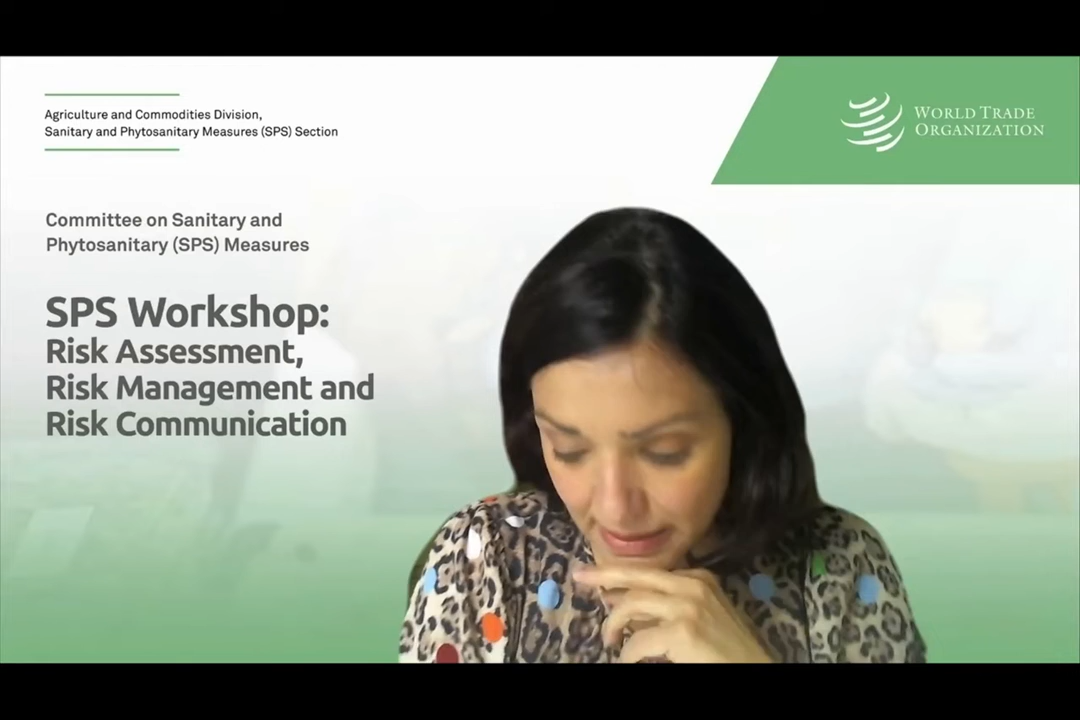 Agriculture and Commodities Division,
Sanitary and Phytosanitary Measures (SPS) Section
WORLD TRADE
ORGANIZATION
Committee on Sanitary and
Phytosanitary (SPS) Measures
SPS Workshop:
Risk Assessment,
Risk Management and
Risk Communication